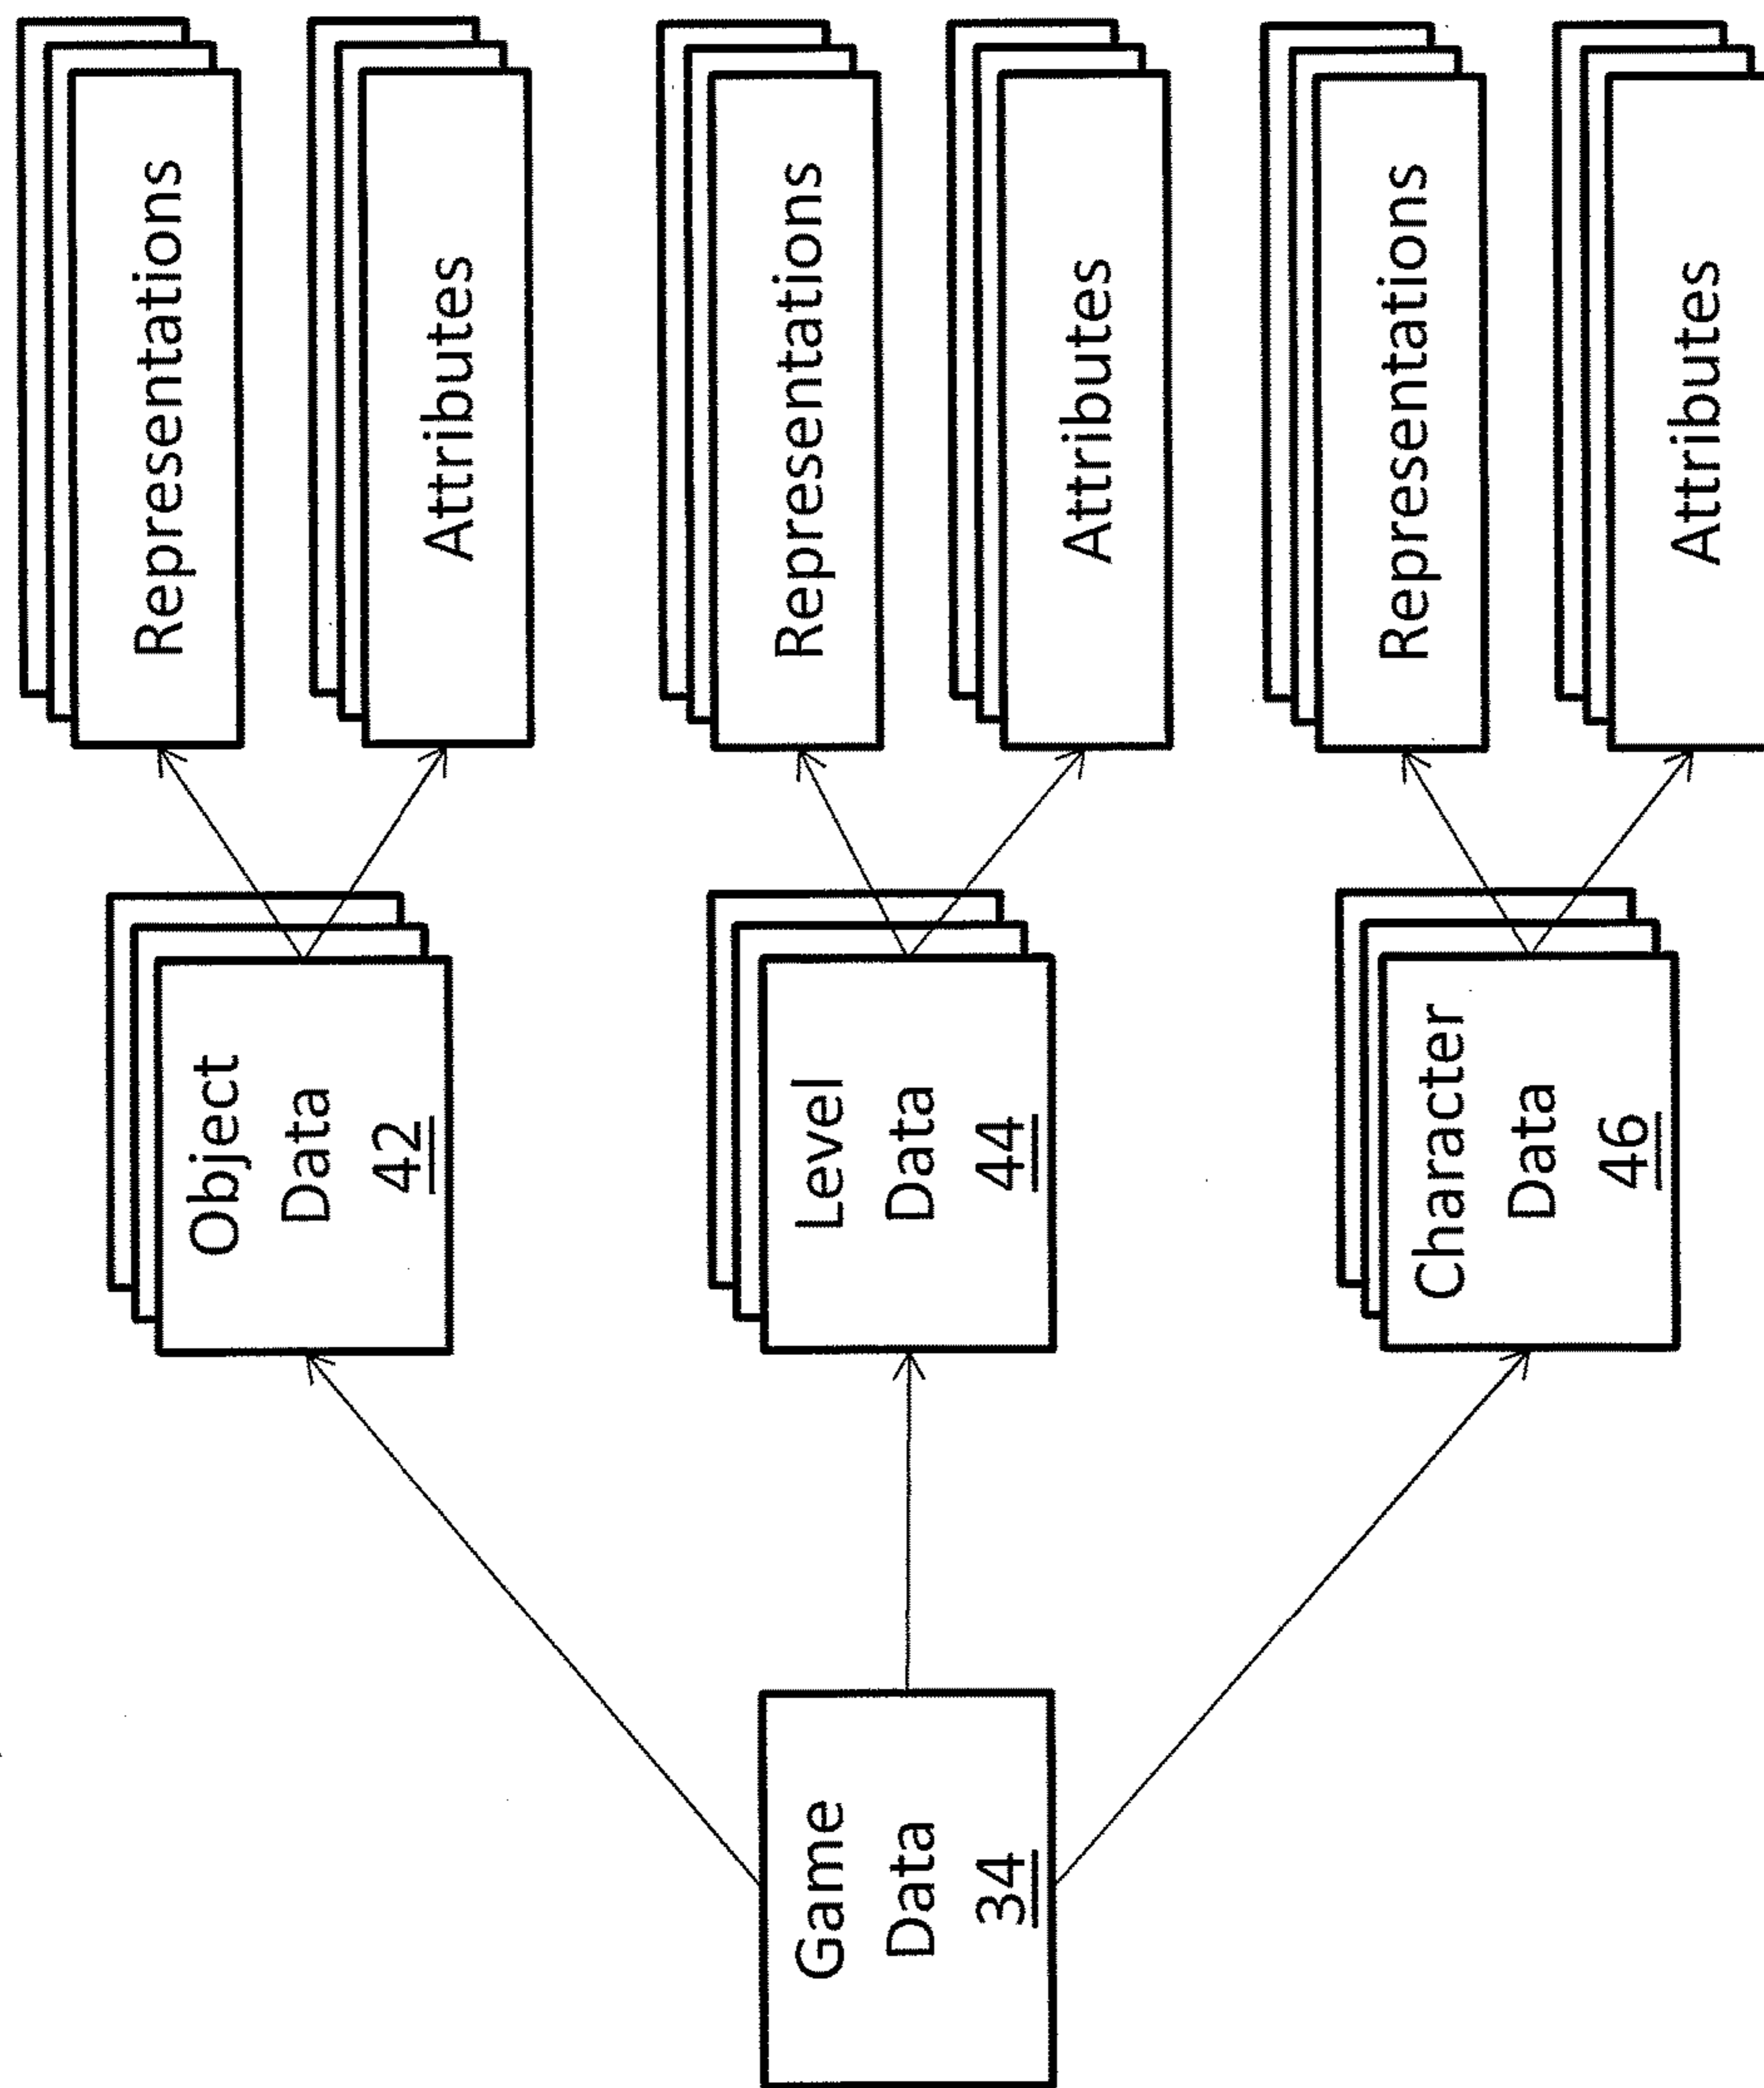 Game
Data
34
Object
Data
42
Level
Data
44
Character
Data
46
Representations
Attributes
Representations
Attributes
Representations
Attributes